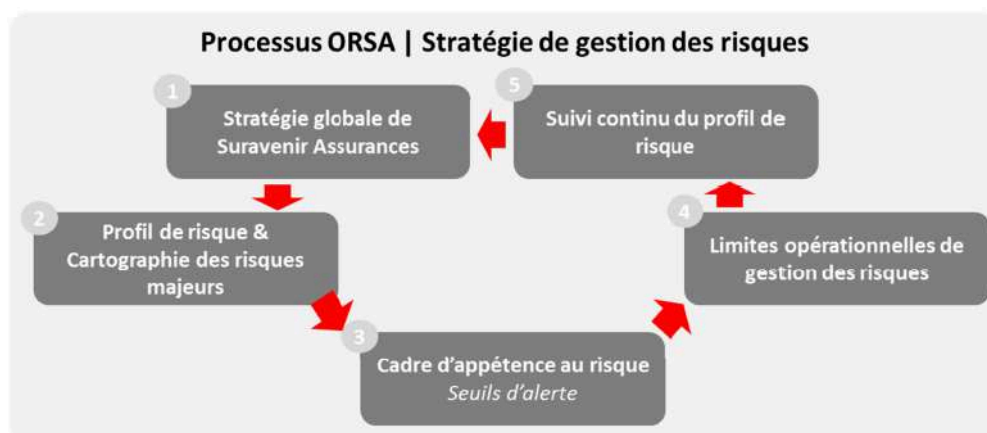 Processus ORSA | Stratégie de gestion des risques
1
Stratégie globale de
Suravenir Assurances
2
Profil de risque &
Cartographie des risques
majeurs
3
Cadre d’appétence au risque
Seuils d’alerte
4
Limites opérationnelles de
gestion des risques
5
Suivi continu du profil de
risque